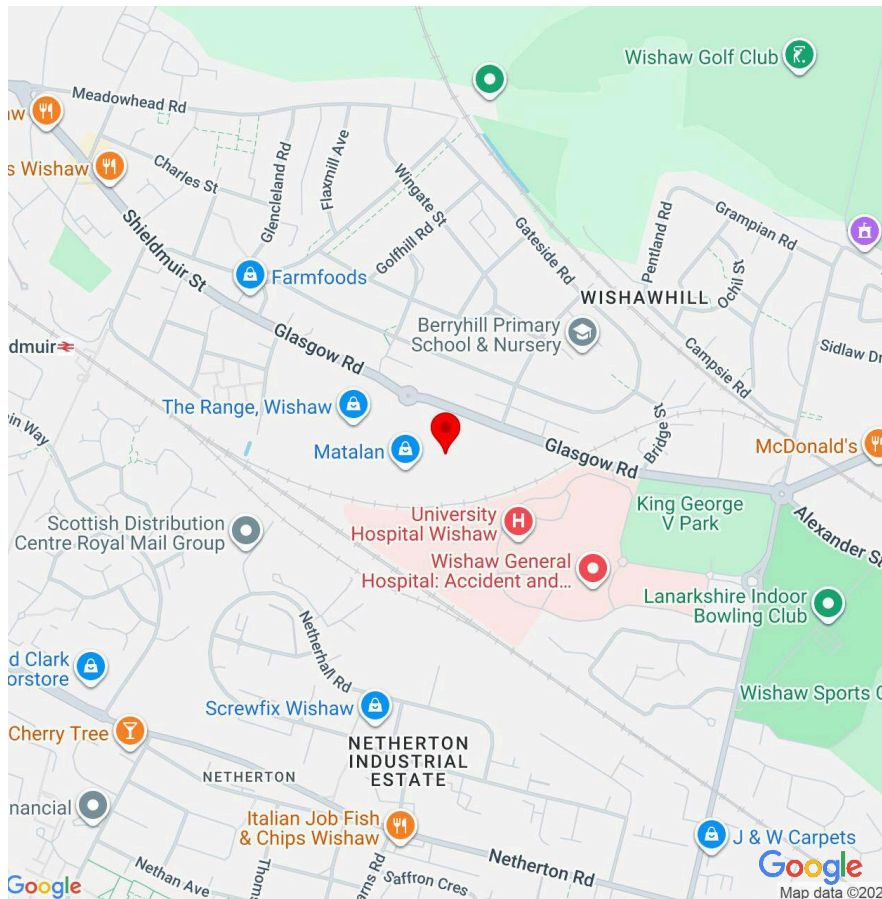 Wishaw Golf Club
Meadowhead Rd
s Wishaw
Charles St
Glencleland Rd
Flaxmill Ave
Wingate St
Golfhill Rd
Gateside Rd
Pentland Rd
Grampian Rd
Ochil St
Shieldmuir St
Farmfoods
WISHAWHILL
Berryhill Primary
School & Nursery
Glasgow Rd
dmuir
Campsie Rd
Sidlaw Dr
The Range, Wishaw
Matalan
Bridge St
Glasgow Rd
McDonald's
University
Hospital Wishaw
King George
V Park
Alexander St
Scottish Distribution
Centre Royal Mail Group
Wishaw General
Hospital: Accident and...
Lanarkshire Indoor
Bowling Club
Netherhall Rd
d Clark
orstore
Wishaw Sports C
Screwfix Wishaw
Cherry Tree
NETHERTON
INDUSTRIAL
ESTATE
NETHERTON
nancial
Italian Job Fish
& Chips Wishaw
J & W Carpets
Netherton Rd
Nethan Ave
Thoms
arns Rd
Saffron Cres
Google
Google
Map data ©202